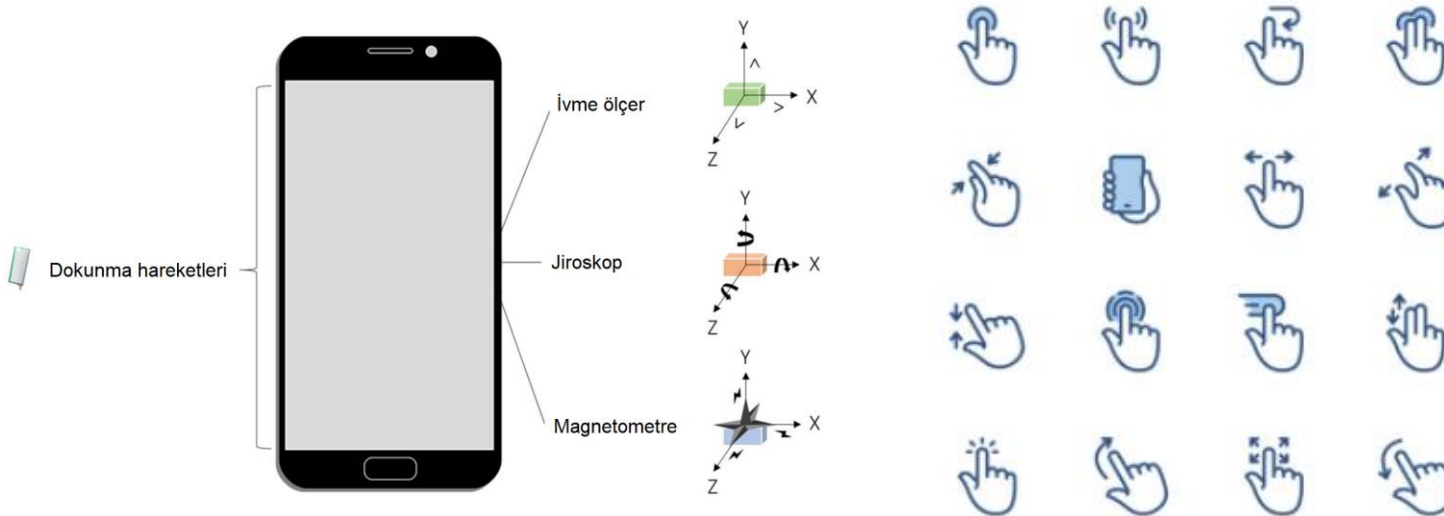 Dokunma hareketleri
İvme ölçer
Y
X
Z
Jiroskop
Y
X
Z
Magnetometre
Y
X
Z